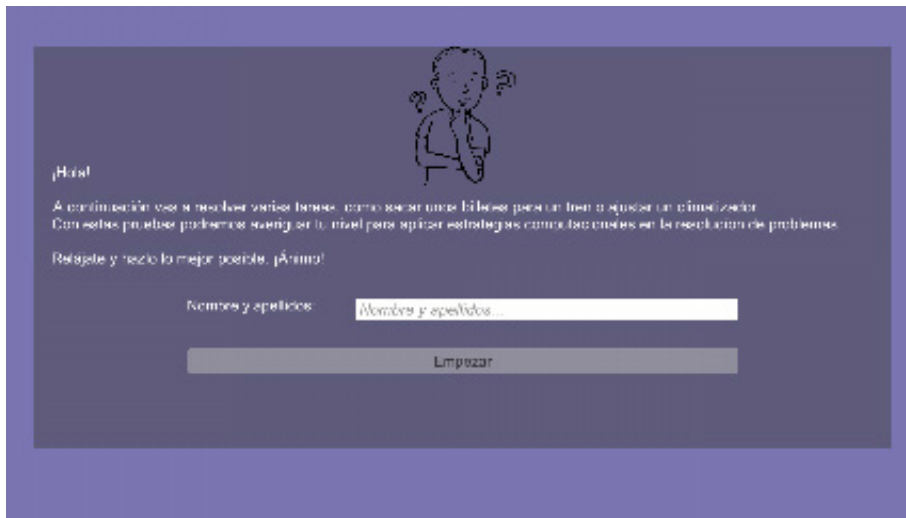 ¡Hola!
A continuación vas a resolver varias tareas, como sacar unos billetes para un tren o ajustar un climatizador.
Con estas pruebas podremos averiguar tu nivel para aplicar estrategias computacionales en la resolución de problemas.
Relájate y hazlo lo mejor posible. ¡Ánimo!
Nombre y apellidos:
Nombre y apellidos...
Empezar